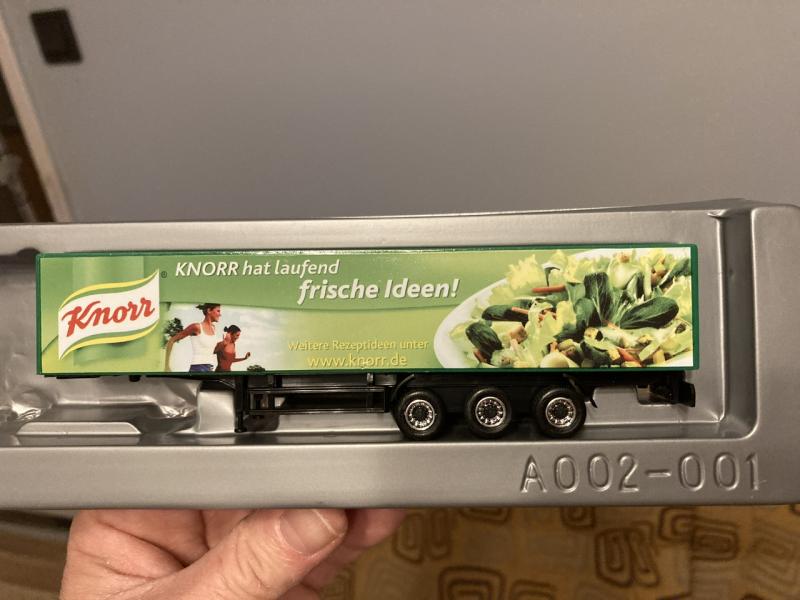 Knorr®
KNORR hat laufend
frische Ideen!
Weitere Rezeptideen unter
www.knorr.de
A002-001